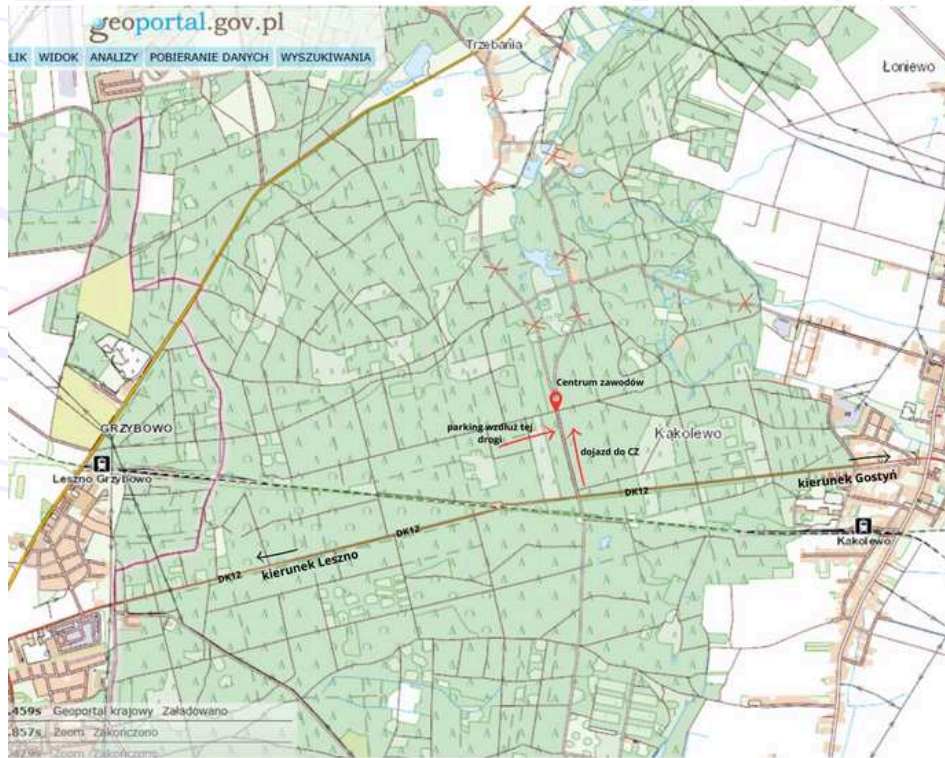 geoportal.gov.pl
LIK WIDOK ANALIZY POBIERANIE DANYCH WYSZUKIWANIA
Trzebania
Łoniewo
Centrum zawodów
parking wzdłuż tej
drogi
Kąkolewo
dojazd do CZ
GRZYBOWO
Leszno Grzybowo
kierunek Gostyń
DK12
Kąkolewo
DK12
kierunek Leszno
DK12
.459s Geoportal krajowy Załadowano
.857s Zoom Zakończono
Zoom Zakończono